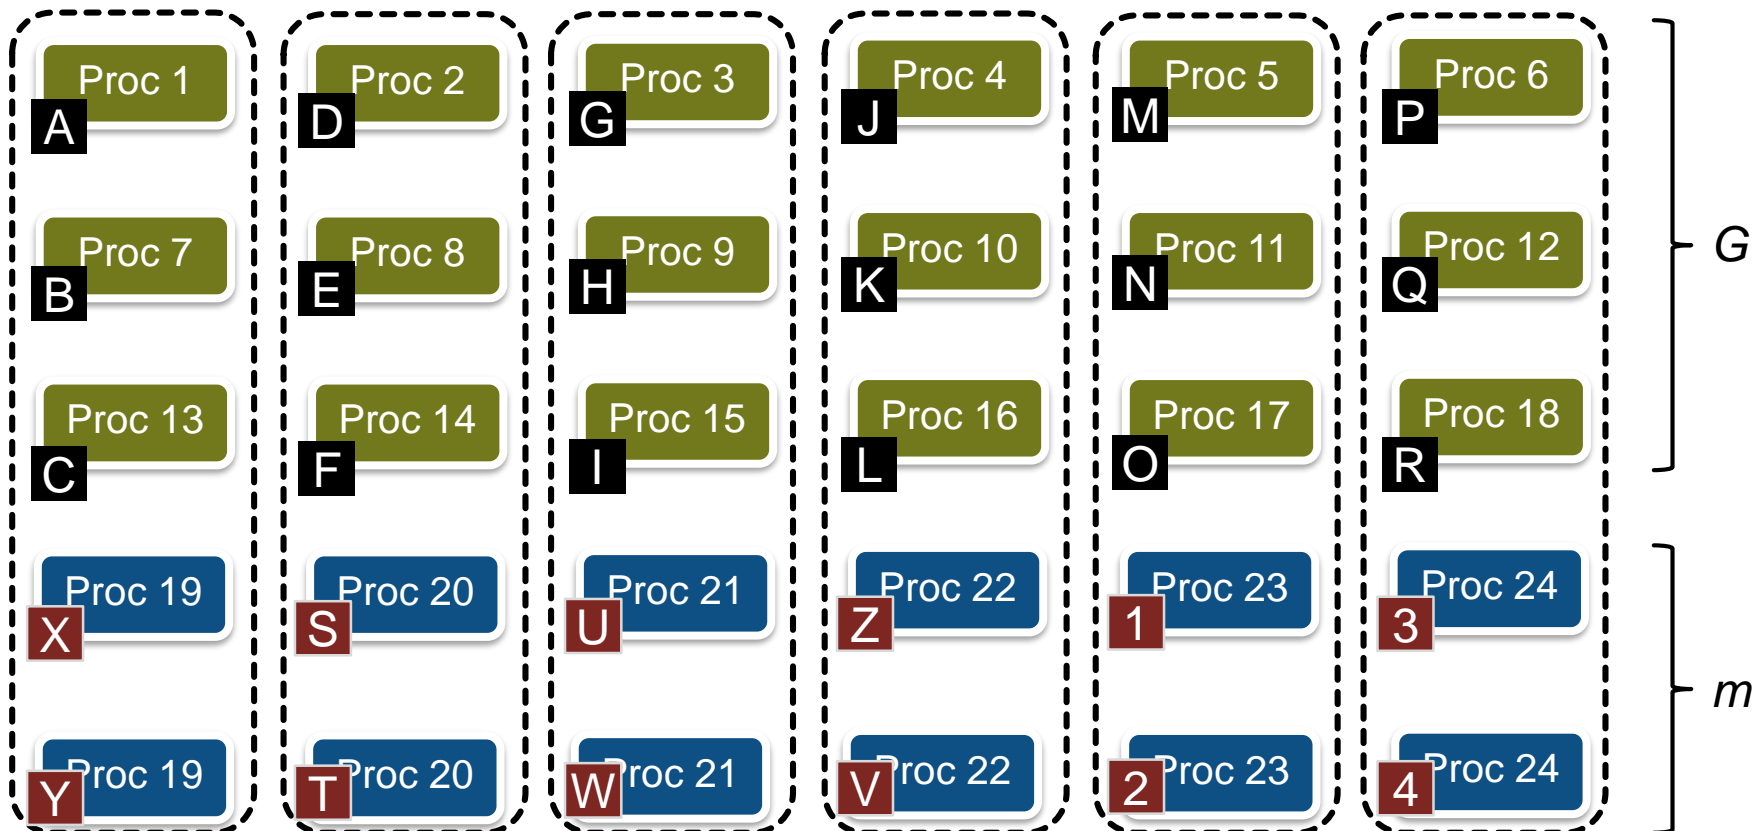 Proc 1 Proc 2 Proc 3 Proc 4 Proc 5 Proc 6
A D G J M P
Proc 7 Proc 8 Proc 9 Proc 10 Proc 11 Proc 12
G
B E H K N Q
Proc 13 Proc 14 Proc 15 Proc 16 Proc 17 Proc 18
C F I L O R
Proc 19 Proc 20 Proc 21 Proc 22 Proc 23 Proc 24
X S U Z 1 3
m
Proc 19 Proc 20 Proc 21 Proc 22 Proc 23 Proc 24
Y T W V 2 4